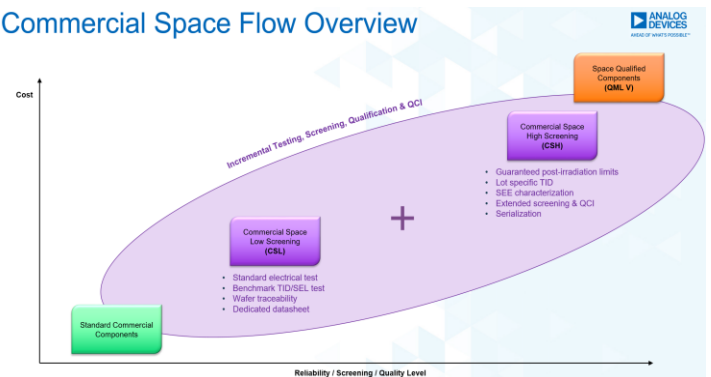 Commercial Space Flow Overview
ANALOG
DEVICES
AHEAD OF WHAT'S POSSIBLE™
Cost
Space Qualified
Components
(QML V)
Incremental Testing, Screening, Qualification & QCI
Commercial Space
High Screening
(CSH)
• Guaranteed post-irradiation limits
• Lot specific TID
• SEE characterization
• Extended screening & QCI
• Serialization
+
Commercial Space
Low Screening
(CSL)
• Standard electrical test
• Benchmark TID/SEL test
• Wafer traceability
• Dedicated datasheet
Standard Commercial
Components
Reliability / Screening / Quality Level